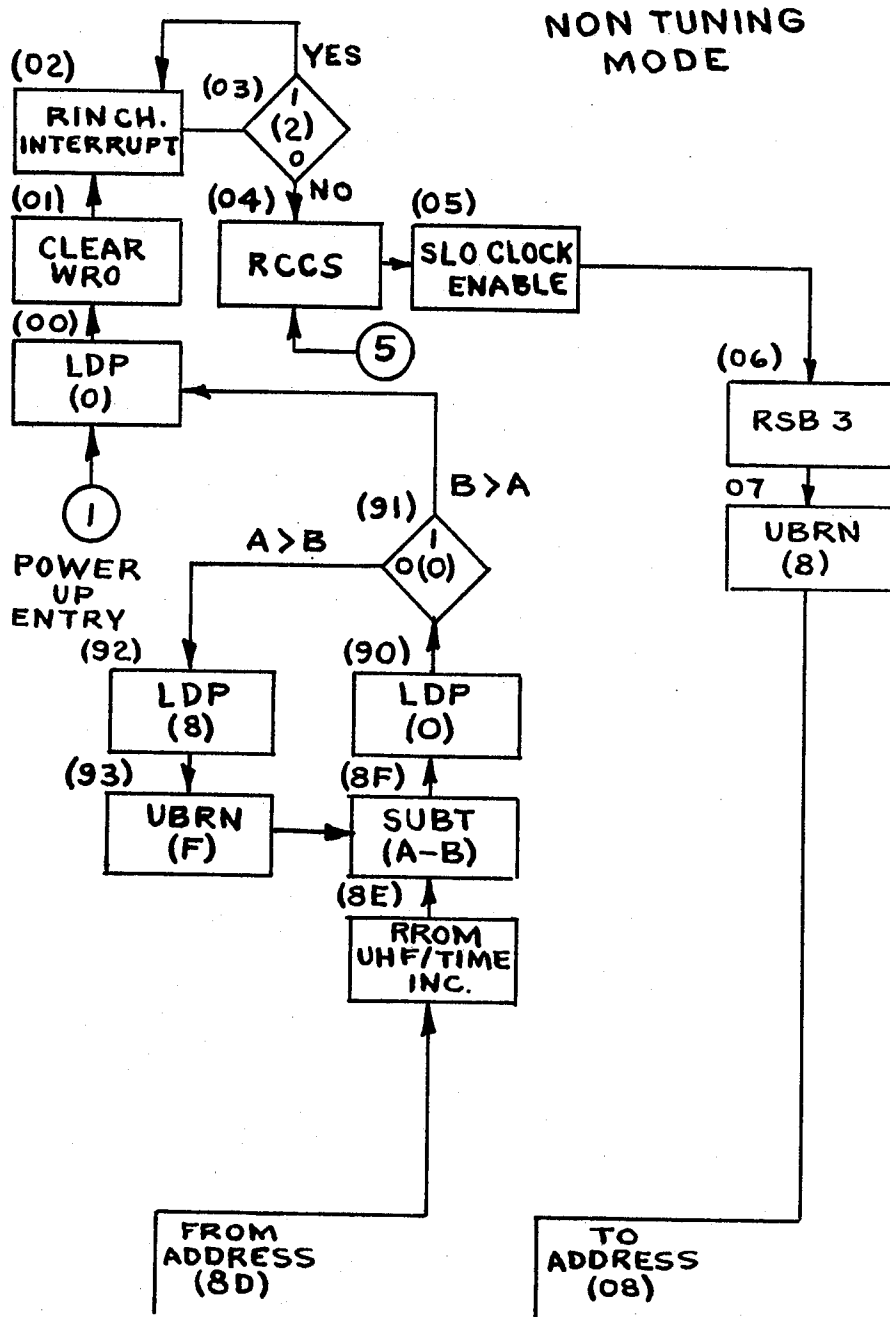 NON TUNING
MODE
YES
(02)
(03)
RIN CH.
INTERRUPT
1
(2)
0
NO
(01)
(04)
(05)
CLEAR
WRO
RCCS
SLO CLOCK
ENABLE
(00)
LDP
(0)
5
(06)
RSB 3
1
POWER
UP
ENTRY
B>A
(91)
A>B
1
0(0)
07
UBRN
(8)
(92)
LDP
(8)
(90)
LDP
(0)
(93)
UBRN
(F)
(8F)
SUBT
(A-B)
(8E)
RROM
UHF/TIME
INC.
FROM
ADDRESS
(8D)
TO
ADDRESS
(08)